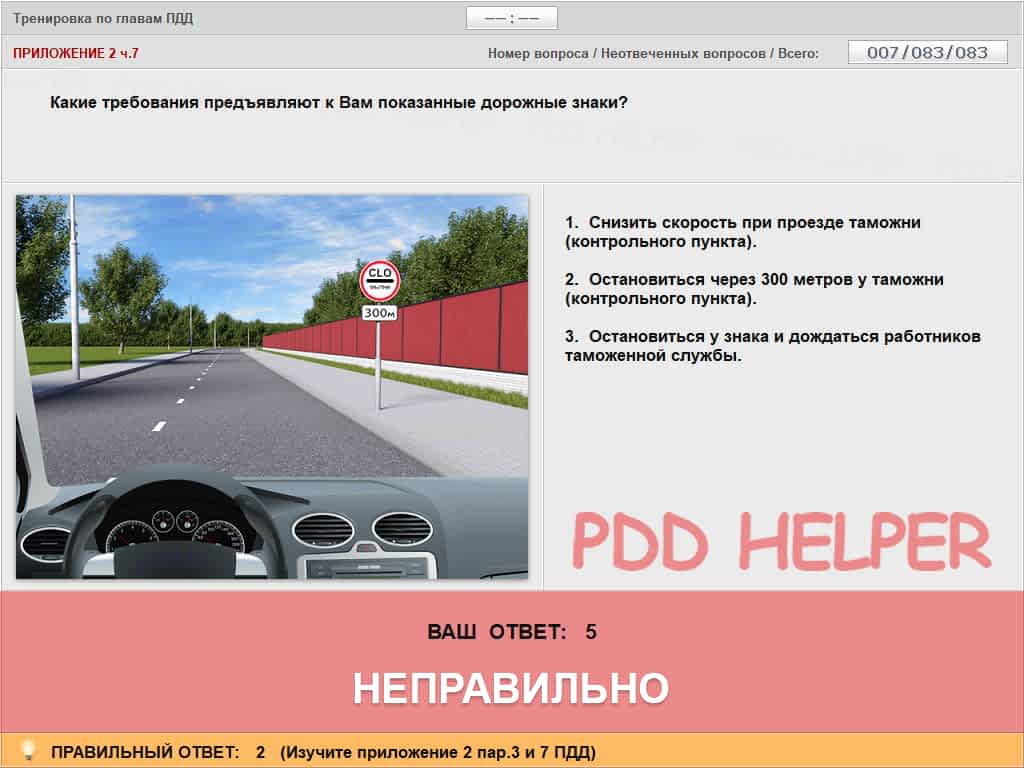 Тренировка по главам ПДД
—— : ——
ПРИЛОЖЕНИЕ 2 ч.7
Номер вопроса / Неотвеченных вопросов / Всего:
007/083/083
Какие требования предъявляют к Вам показанные дорожные знаки?
1. Снизить скорость при проезде таможни
(контрольного пункта).
2. Остановиться через 300 метров у таможни
(контрольного пункта).
3. Остановиться у знака и дождаться работников
таможенной службы.
CLO
300м
PDD HELPER
ВАШ ОТВЕТ: 5
НЕПРАВИЛЬНО
ПРАВИЛЬНЫЙ ОТВЕТ: 2 (Изучите приложение 2 пар.3 и 7 ПДД)